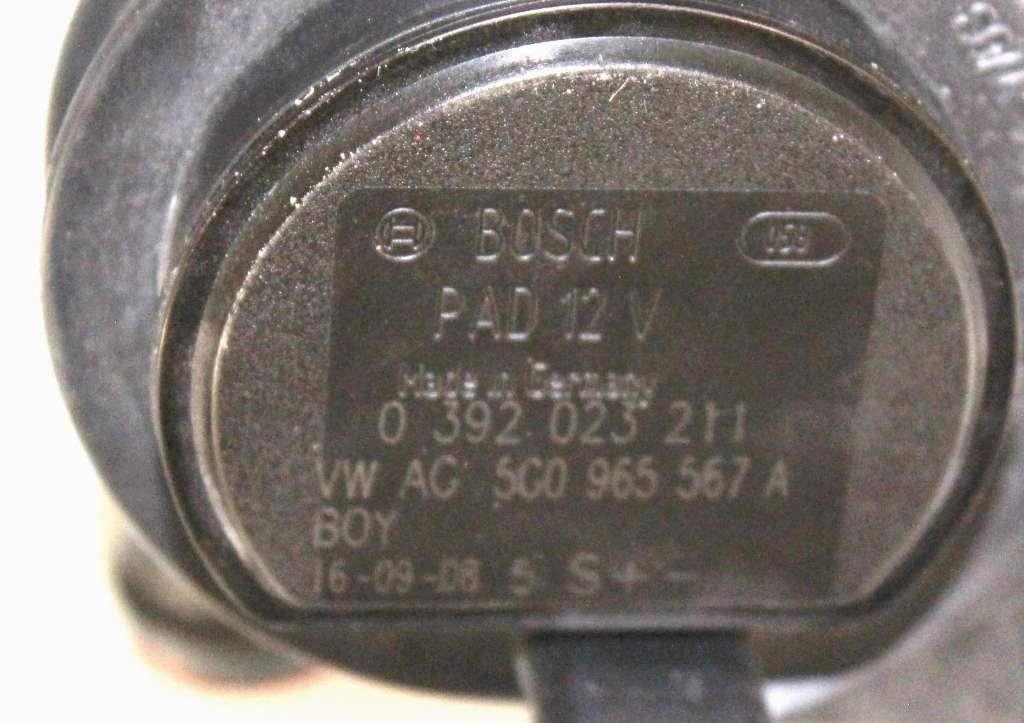 BOSCH
PAD 12 V
Made in Germany
0 392 023 211
VW AG 5G0 965 567 A
BOY
16-09-08 5 S + -